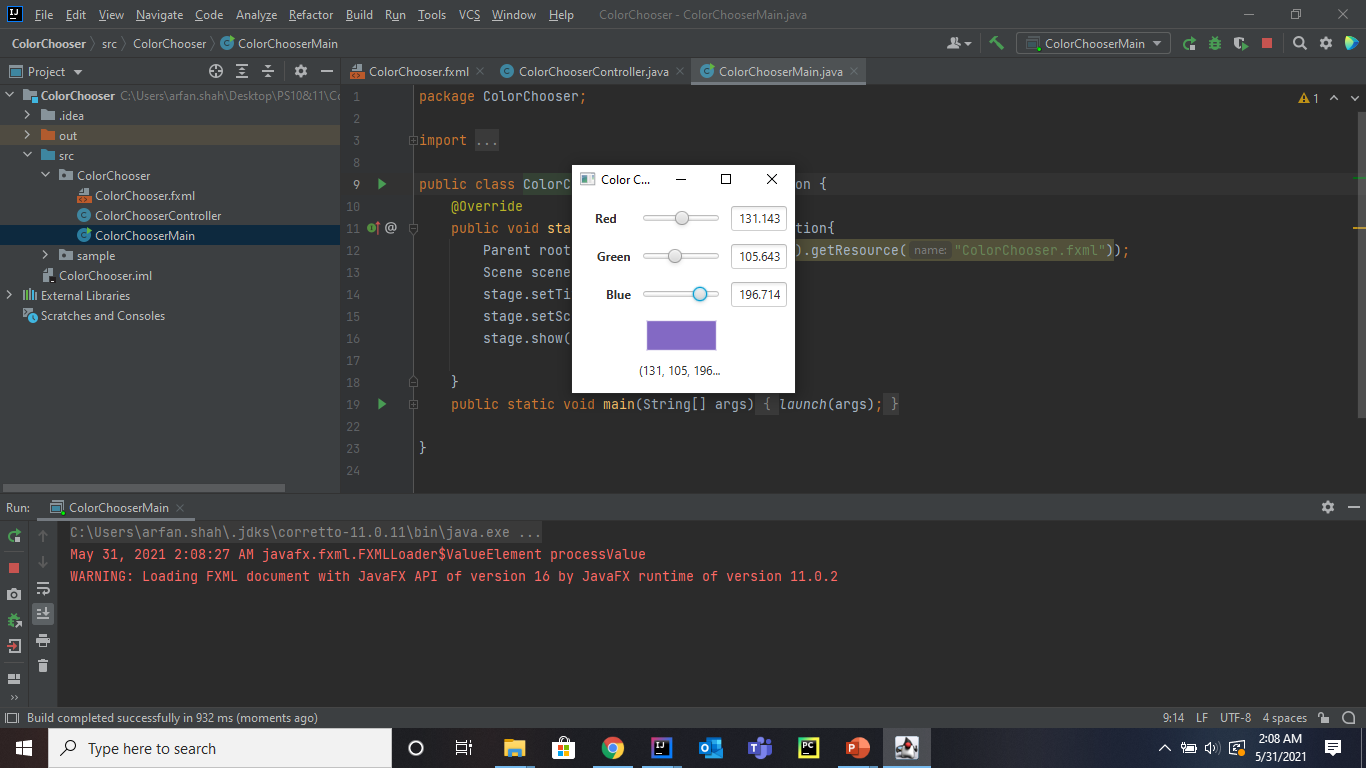 File Edit View Navigate Code Analyze Refactor Build Run Tools VCS Window Help ColorChooser - ColorChooserMain.java
ColorChooser src ColorChooser ColorChooserMain
ColorChooserMain
Project
ColorChooser.fxml ColorChooserController.java ColorChooserMain.java
ColorChooser C:\Users\arfan.shah\Desktop\PS10&11\Co
.idea
out
src
ColorChooser
ColorChooser.fxml
ColorChooserController
ColorChooserMain
sample
ColorChooser.iml
External Libraries
Scratches and Consoles
1 package ColorChooser;
1
2
3 import ...
8
9 public class ColorC on {
10 @Override
11 @ public void sta tion{
12 Parent root ).getResource( name: "ColorChooser.fxml"));
13 Scene scene
14 stage.setTi
15 stage.setSc
16 stage.show(
17
18 }
19 public static void main(String[] args) { launch(args); }
22
23 }
24
Color C...
Red 131.143
Green 105.643
Blue 196.714
(131, 105, 196...
Run: ColorChooserMain
C:\Users\arfan.shah\.jdks\corretto-11.0.11\bin\java.exe ...
May 31, 2021 2:08:27 AM javafx.fxml.FXMLLoader$ValueElement processValue
WARNING: Loading FXML document with JavaFX API of version 16 by JavaFX runtime of version 11.0.2
Build completed successfully in 932 ms (moments ago) 9:14 LF UTF-8 4 spaces
Type here to search
2:08 AM
5/31/2021